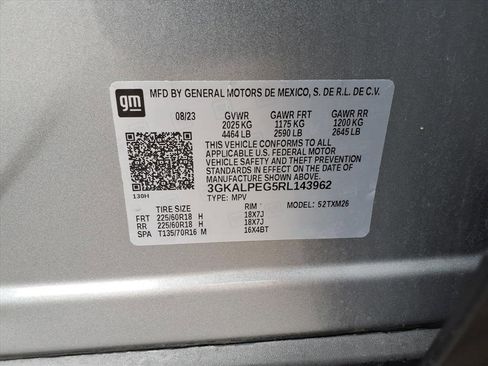 gm
MFD BY GENERAL MOTORS DE MEXICO, S. DE R.L. DE C.V.
08/23 GVWR GAWR FRT GAWR RR
2025 KG 1175 KG 1200 KG
4464 LB 2590 LB 2645 LB
THIS VEHICLE CONFORMS TO ALL
APPLICABLE U.S. FEDERAL MOTOR
VEHICLE SAFETY STANDARDS IN
EFFECT ON THE DATE OF
MANUFACTURE SHOWN ABOVE.
3GKALPEG5RL143962
130H TYPE: MPV
TIRE SIZE RIM MODEL: 52TXM26
FRT 225/60R18 H 18X7J
RR 225/60R18 H 18X7J
SPA T135/70R16 M 16X4BT